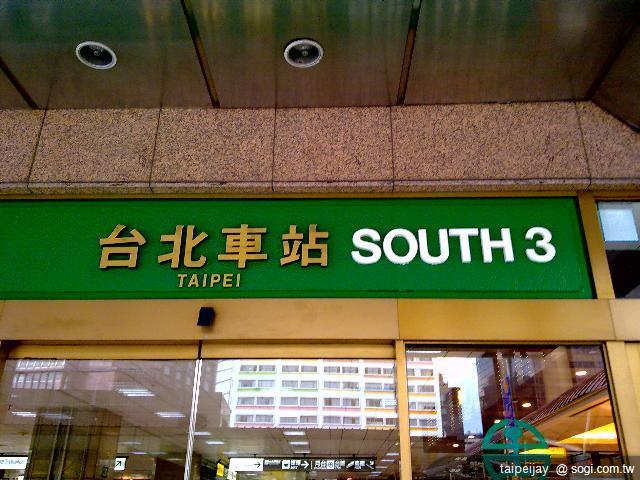 台北車站 SOUTH 3
TAIPEI
taipeijay @ sogi.com.tw